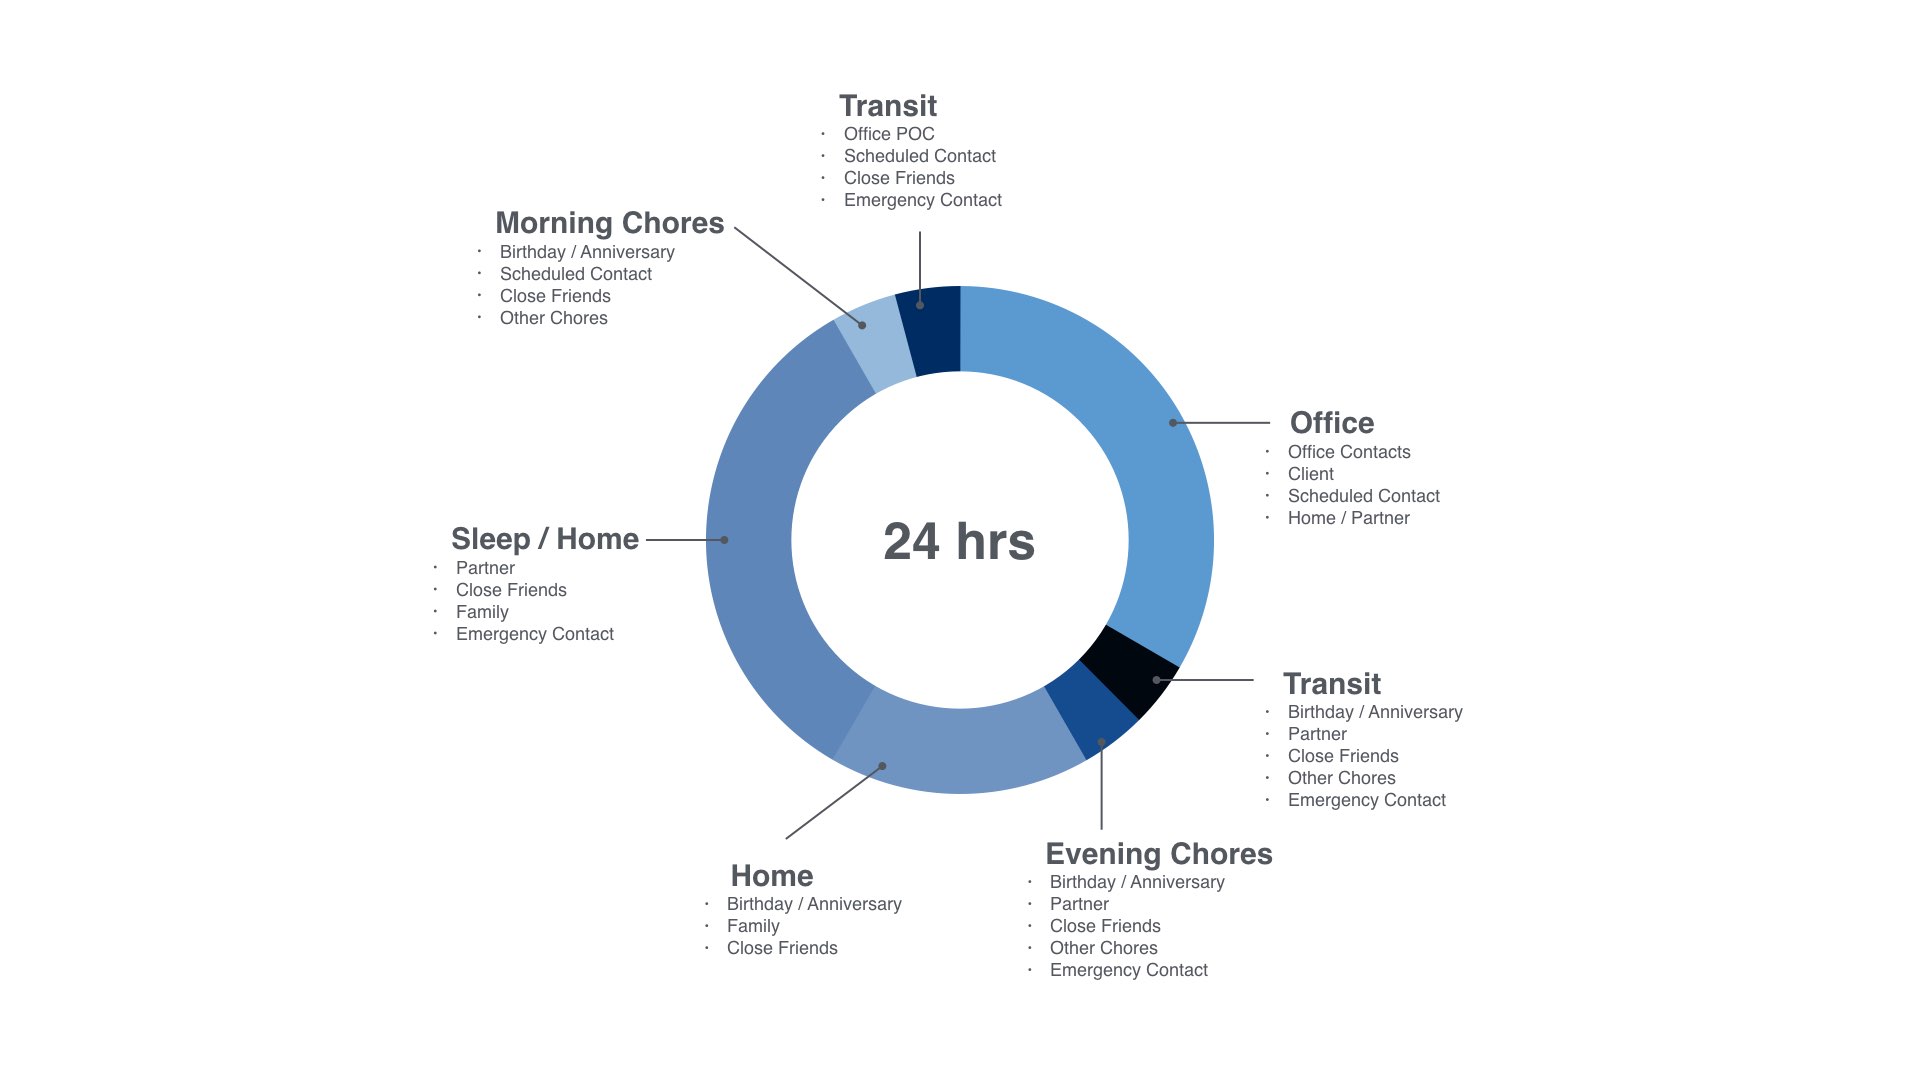 Transit
· Office POC
· Scheduled Contact
· Close Friends
· Emergency Contact
Morning Chores
· Birthday / Anniversary
· Scheduled Contact
· Close Friends
· Other Chores
Office
· Office Contacts
· Client
· Scheduled Contact
· Home / Partner
24 hrs
Sleep / Home
· Partner
· Close Friends
· Family
· Emergency Contact
Transit
· Birthday / Anniversary
· Partner
· Close Friends
· Other Chores
· Emergency Contact
Evening Chores
· Birthday / Anniversary
· Partner
· Close Friends
· Other Chores
· Emergency Contact
Home
· Birthday / Anniversary
· Family
· Close Friends